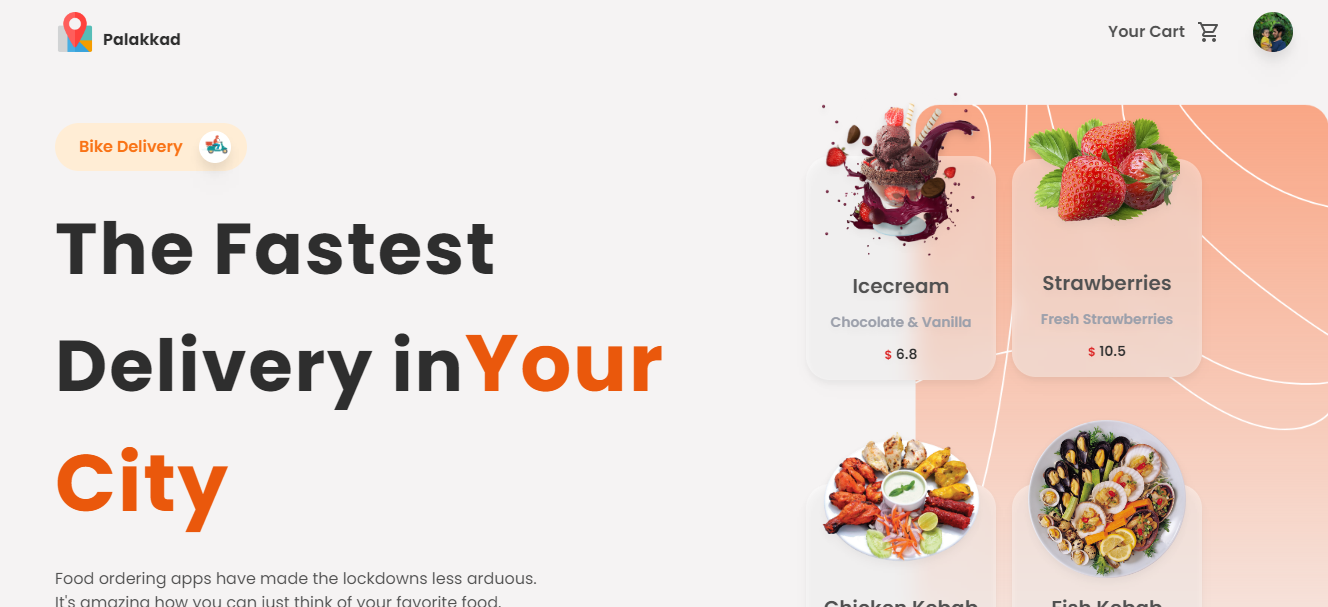 Palakkad
Your Cart
Bike Delivery
The Fastest
Delivery inYour
City
Food ordering apps have made the lockdowns less arduous.
It's amazing how you can just think of your favorite food,
Icecream
Chocolate & Vanilla
$ 6.8
Strawberries
Fresh Strawberries
$ 10.5
Chicken Kebab
Fish Kebab